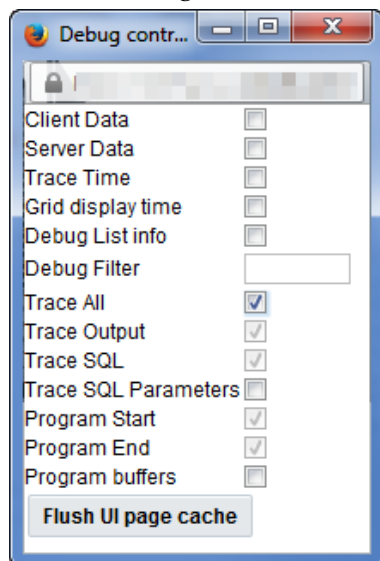 Debug contr...
Client Data
Server Data
Trace Time
Grid display time
Debug List info
Debug Filter
Trace All
Trace Output
Trace SQL
Trace SQL Parameters
Program Start
Program End
Program buffers
Flush UI page cache